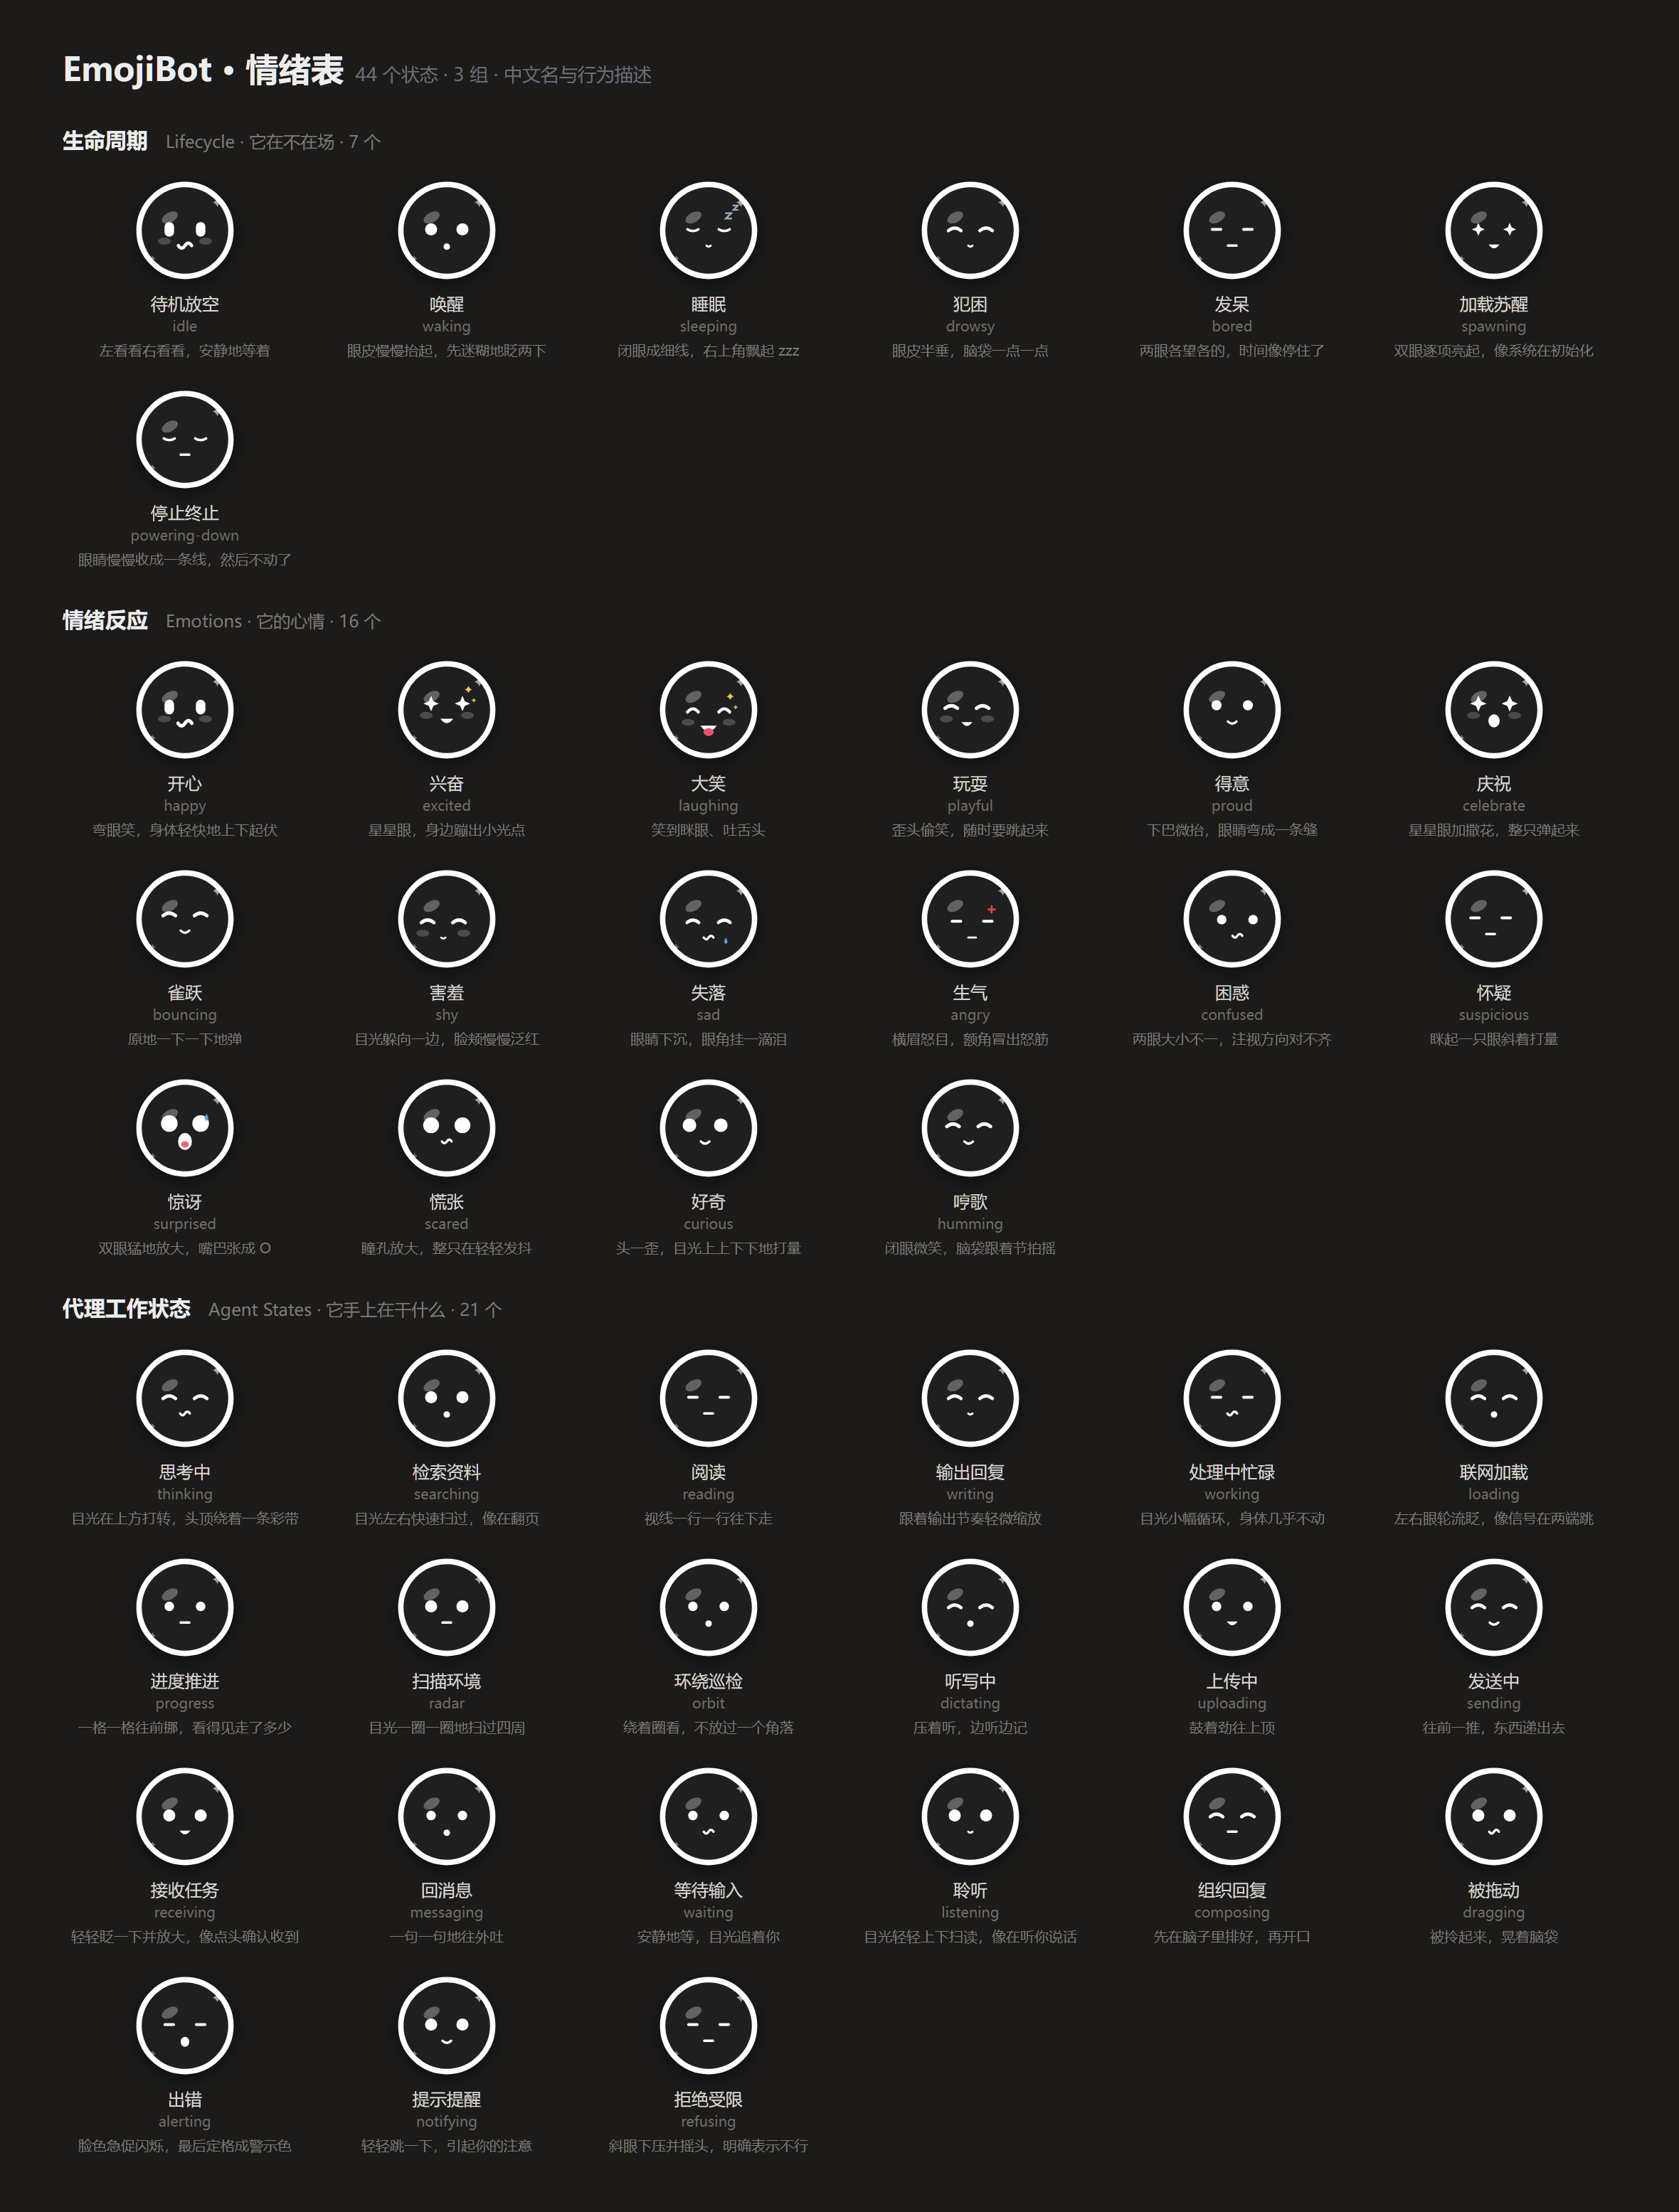 EmojiBot · 情绪表 44 个状态 · 3 组 · 中文名与行为描述
生命周期 Lifecycle · 它在不在场 · 7 个
zz
待机放空 唤醒 睡眠 犯困 发呆 加载苏醒
idle waking sleeping drowsy bored spawning
左看看右看看，安静地等着 眼皮慢慢抬起，先迷糊地眨两下 闭眼成细线，右上角飘起 zzz 眼皮半垂，脑袋一点一点 两眼各望各的，时间像停住了 双眼逐项亮起，像系统在初始化
停止终止
powering-down
眼睛慢慢收成一条线，然后不动了
情绪反应 Emotions · 它的心情 · 16 个
开心 兴奋 大笑 玩耍 得意 庆祝
happy excited laughing playful proud celebrate
弯眼笑，身体轻快地上下起伏 星星眼，身边蹦出小光点 笑到眯眼、吐舌头 歪头偷笑，随时要跳起来 下巴微抬，眼睛弯成一条缝 星星眼加撒花，整只弹起来
雀跃 害羞 失落 生气 困惑 怀疑
bouncing shy sad angry confused suspicious
原地一下一下地弹 目光躲向一边，脸颊慢慢泛红 眼睛下沉，眼角挂一滴泪 横眉怒目，额角冒出怒筋 两眼大小不一，注视方向对不齐 眯起一只眼斜着打量
惊讶 慌张 好奇 哼歌
surprised scared curious humming
双眼猛地放大，嘴巴张成 O 瞳孔放大，整只在轻轻发抖 头一歪，目光上上下下地打量 闭眼微笑，脑袋跟着节拍摇
代理工作状态 Agent States · 它手上在干什么 · 21 个
思考中 检索资料 阅读 输出回复 处理中忙碌 联网加载
thinking searching reading writing working loading
目光在上方打转，头顶绕着一条彩带 目光左右快速扫过，像在翻页 视线一行一行往下走 跟着输出节奏轻微缩放 目光小幅循环，身体几乎不动 左右眼轮流眨，像信号在两端跳
进度推进 扫描环境 环绕巡检 听写中 上传中 发送中
progress radar orbit dictating uploading sending
一格一格往前挪，看得见走了多少 目光一圈一圈地扫过四周 绕着圈看，不放过一个角落 压着听，边听边记 鼓着劲往上顶 往前一推，东西递出去
接收任务 回消息 等待输入 聆听 组织回复 被拖动
receiving messaging waiting listening composing dragging
轻轻眨一下并放大，像点头确认收到 一句一句地往外吐 安静地等，目光追着你 目光轻轻上下扫读，像在听你说话 先在脑子里排好，再开口 被拎起来，晃着脑袋
出错 提示提醒 拒绝受限
alerting notifying refusing
脸色急促闪烁，最后定格成警示色 轻轻跳一下，引起你的注意 斜眼下压并摇头，明确表示不行